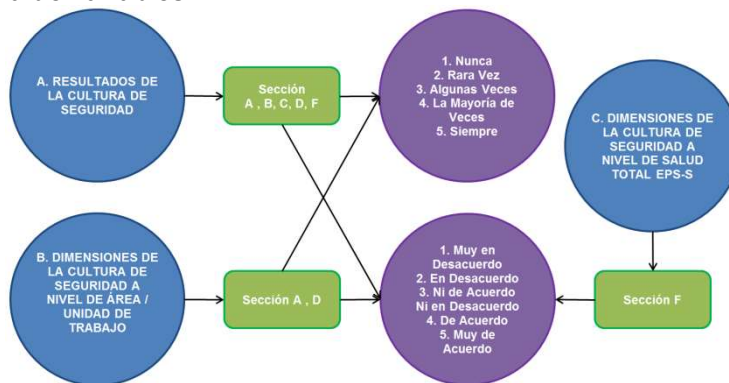 A. RESULTADOS DE
LA CULTURA DE
SEGURIDAD
Sección
A , B, C, D, F
1. Nunca
2. Rara Vez
3. Algunas Veces
4. La Mayoría de
Veces
5. Siempre
C. DIMENSIONES DE
LA CULTURA DE
SEGURIDAD A
NIVEL DE SALUD
TOTAL EPS-S
B. DIMENSIONES DE
LA CULTURA DE
SEGURIDAD A
NIVEL DE ÁREA /
UNIDAD DE
TRABAJO
Sección A , D
1. Muy en
Desacuerdo
2. En Desacuerdo
3. Ni de Acuerdo
Ni en Desacuerdo
4. De Acuerdo
5. Muy de
Acuerdo
Sección F